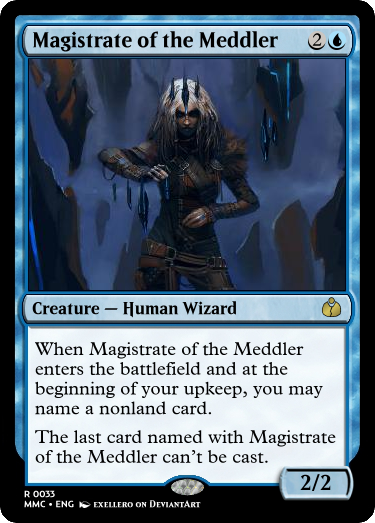 Magistrate of the Meddler 2
Creature — Human Wizard
When Magistrate of the Meddler
enters the battlefield and at the
beginning of your upkeep, you may
name a nonland card.
The last card named with Magistrate
of the Meddler can't be cast.
2/2
R 0033
MMC • ENG EXELLERO ON DEVIANTART